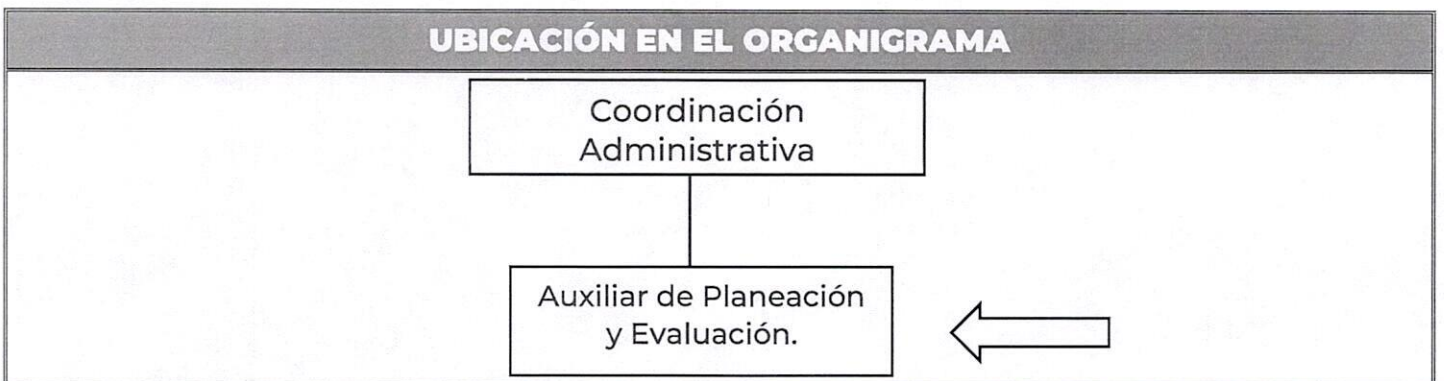 UBICACIÓN EN EL ORGANIGRAMA
Coordinación
Administrativa
Auxiliar de Planeación
y Evaluación.